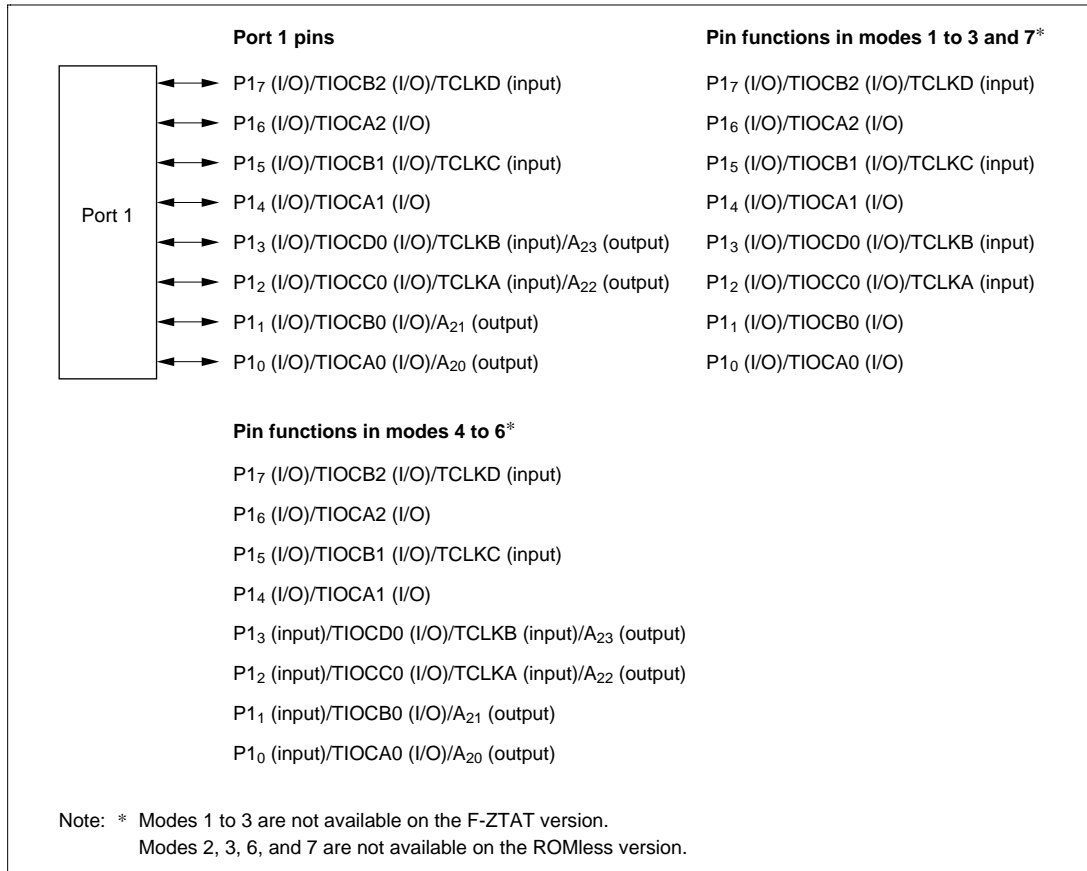 Port 1 pins
Pin functions in modes 1 to 3 and 7*
Port 1
P1₇ (I/O)/TIOCB2 (I/O)/TCLKD (input)
P1₆ (I/O)/TIOCA2 (I/O)
P1₅ (I/O)/TIOCB1 (I/O)/TCLKC (input)
P1₄ (I/O)/TIOCA1 (I/O)
P1₃ (I/O)/TIOCD0 (I/O)/TCLKB (input)/A₂₃ (output)
P1₂ (I/O)/TIOCC0 (I/O)/TCLKA (input)/A₂₂ (output)
P1₁ (I/O)/TIOCB0 (I/O)/A₂₁ (output)
P1₀ (I/O)/TIOCA0 (I/O)/A₂₀ (output)
P1₇ (I/O)/TIOCB2 (I/O)/TCLKD (input)
P1₆ (I/O)/TIOCA2 (I/O)
P1₅ (I/O)/TIOCB1 (I/O)/TCLKC (input)
P1₄ (I/O)/TIOCA1 (I/O)
P1₃ (I/O)/TIOCD0 (I/O)/TCLKB (input)
P1₂ (I/O)/TIOCC0 (I/O)/TCLKA (input)
P1₁ (I/O)/TIOCB0 (I/O)
P1₀ (I/O)/TIOCA0 (I/O)
Pin functions in modes 4 to 6*
P1₇ (I/O)/TIOCB2 (I/O)/TCLKD (input)
P1₆ (I/O)/TIOCA2 (I/O)
P1₅ (I/O)/TIOCB1 (I/O)/TCLKC (input)
P1₄ (I/O)/TIOCA1 (I/O)
P1₃ (input)/TIOCD0 (I/O)/TCLKB (input)/A₂₃ (output)
P1₂ (input)/TIOCC0 (I/O)/TCLKA (input)/A₂₂ (output)
P1₁ (input)/TIOCB0 (I/O)/A₂₁ (output)
P1₀ (input)/TIOCA0 (I/O)/A₂₀ (output)
Note: * Modes 1 to 3 are not available on the F-ZTAT version.
Modes 2, 3, 6, and 7 are not available on the ROMless version.